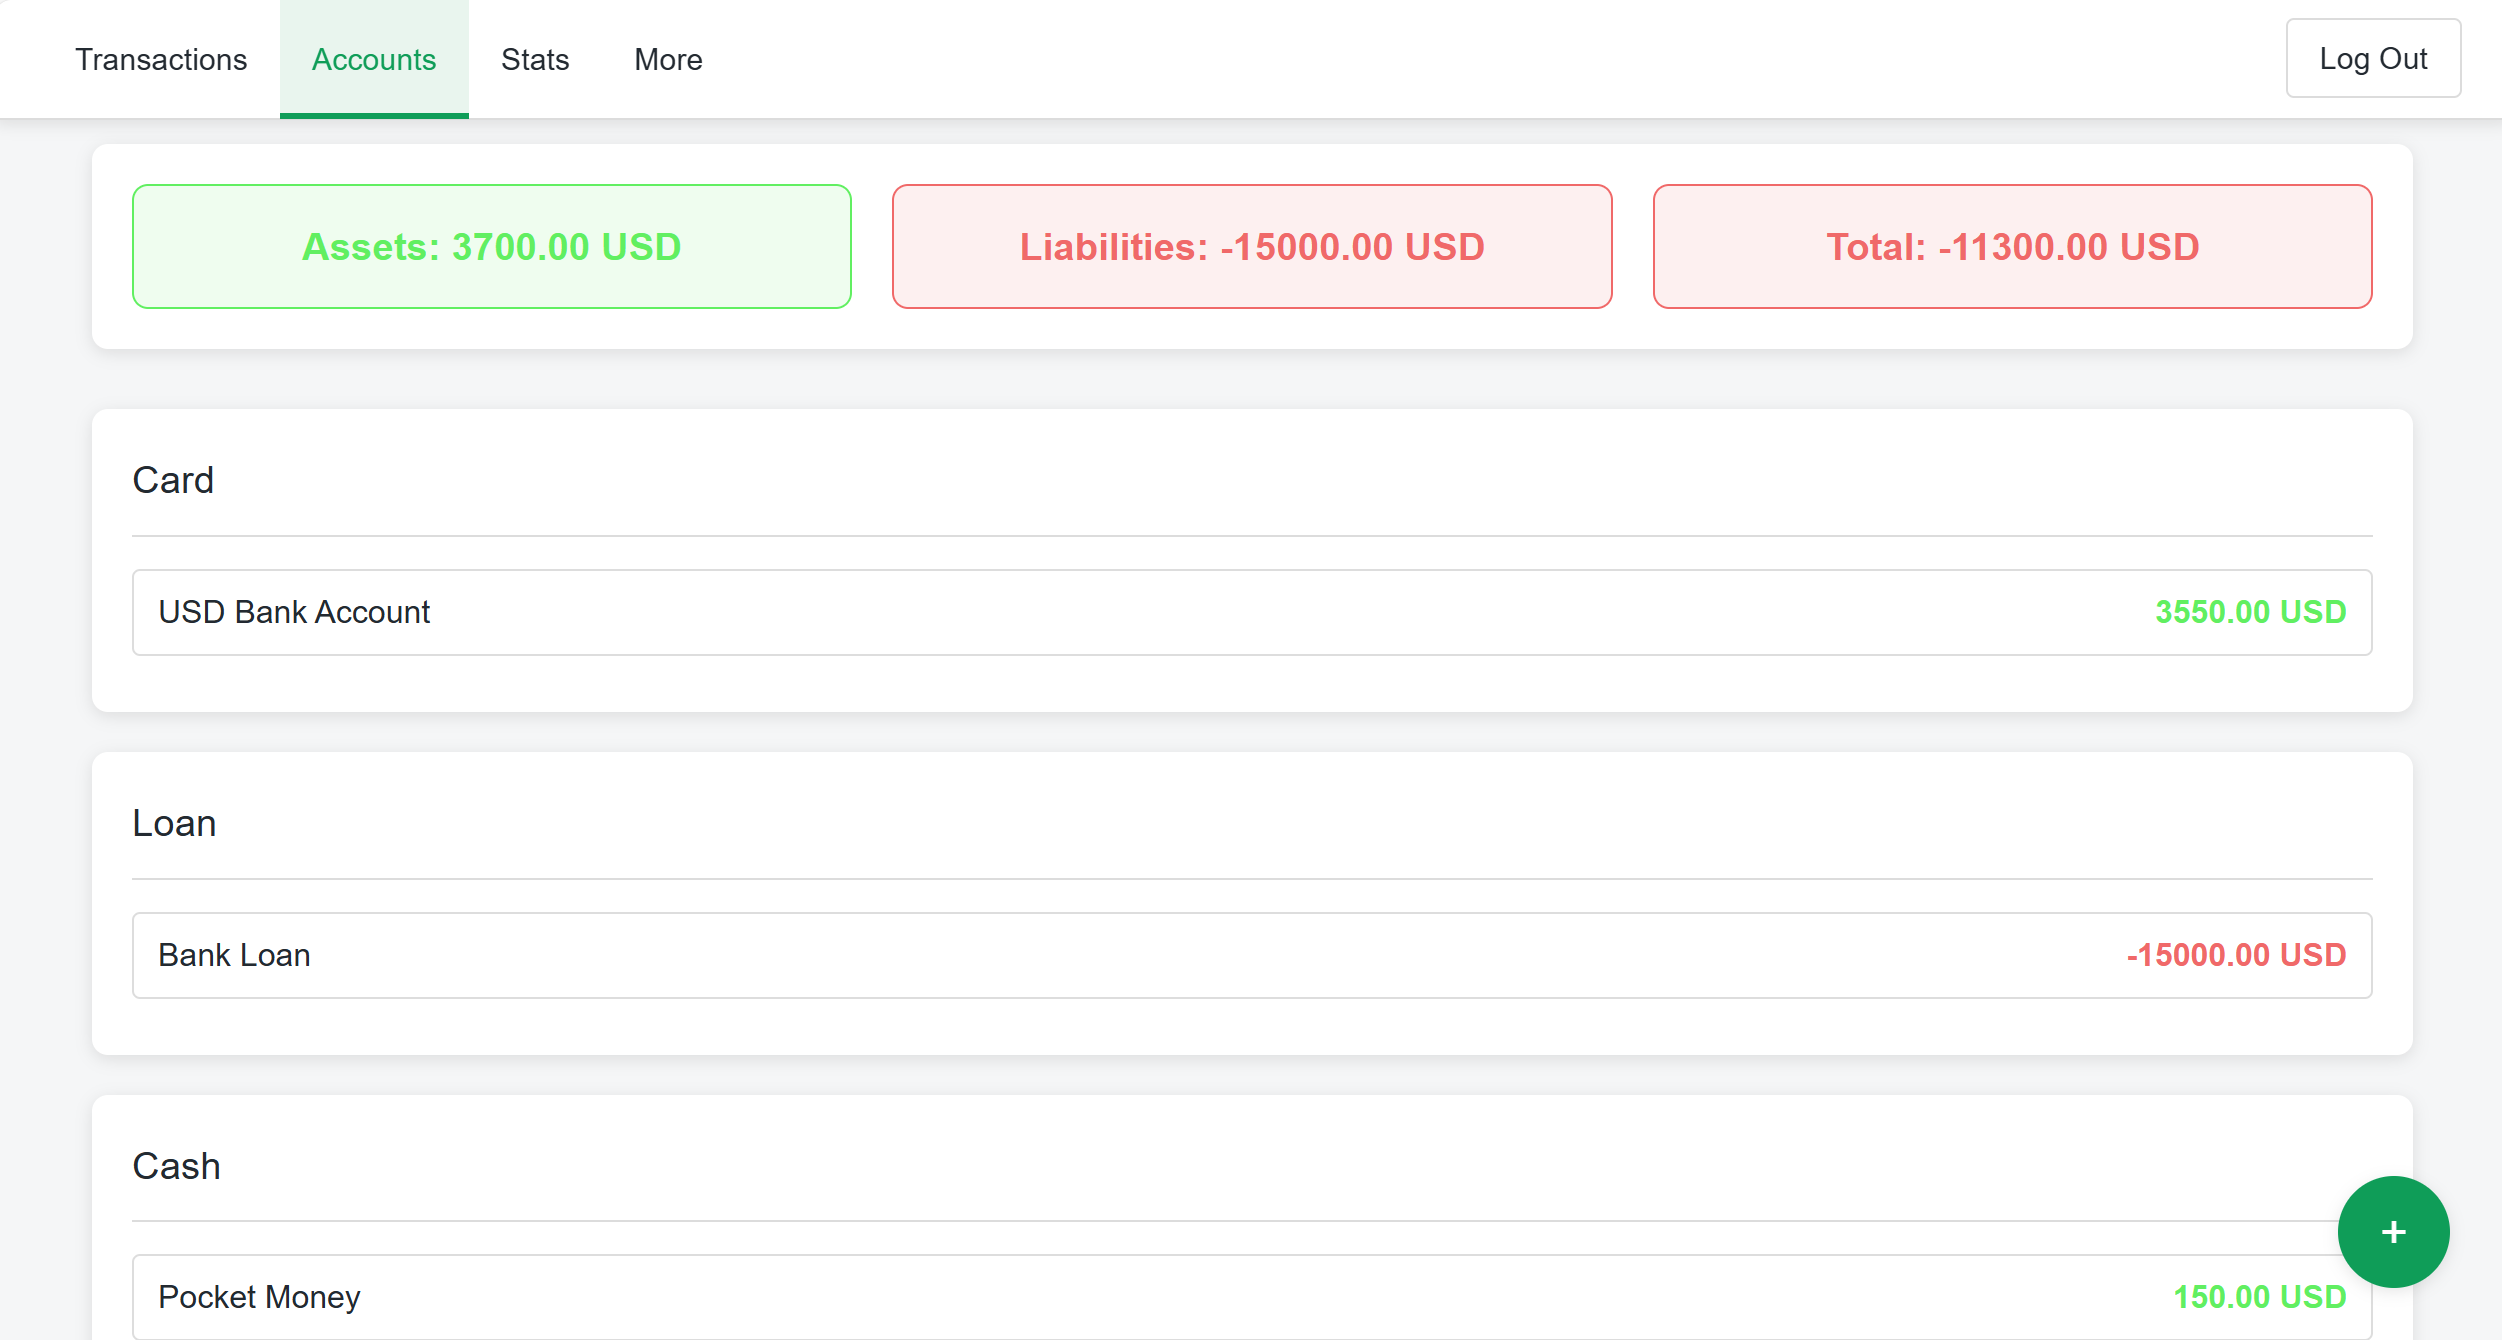 Transactions Accounts Stats More Log Out
Assets: 3700.00 USD Liabilities: -15000.00 USD Total: -11300.00 USD
Card
USD Bank Account 3550.00 USD
Loan
Bank Loan -15000.00 USD
Cash
+
Pocket Money 150.00 USD